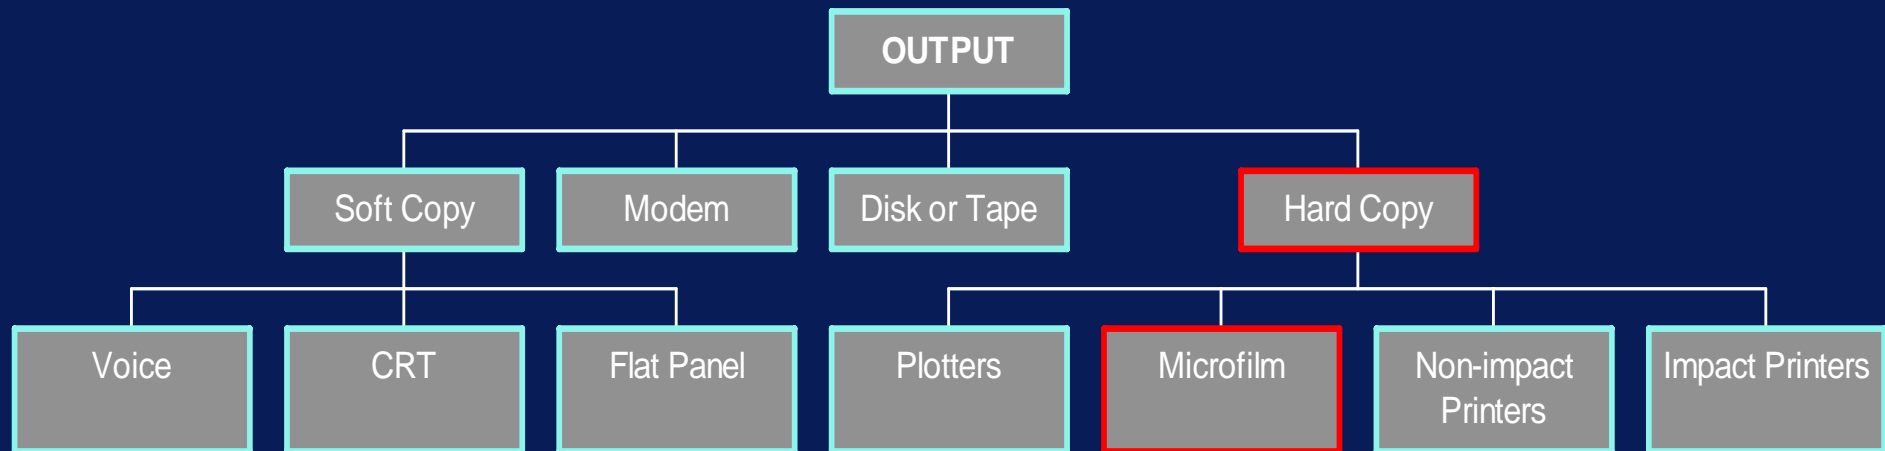 OUTPUT
Soft Copy
Modem
Disk or Tape
Hard Copy
Voice
CRT
Flat Panel
Plotters
Microfilm
Non-impact
Printers
Impact Printers